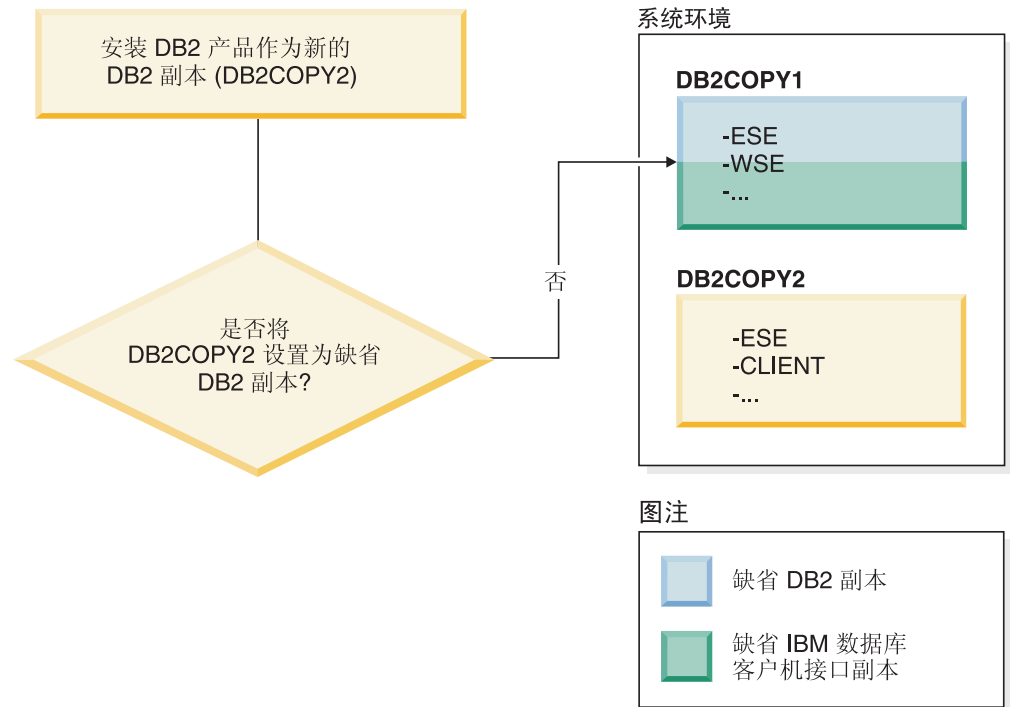 安装 DB2 产品作为新的
DB2 副本 (DB2COPY2)
是否将
DB2COPY2 设置为缺省
DB2 副本?
否
系统环境
DB2COPY1
-ESE
-WSE
-...
DB2COPY2
-ESE
-CLIENT
-...
图注
缺省 DB2 副本
缺省 IBM 数据库
客户机接口副本